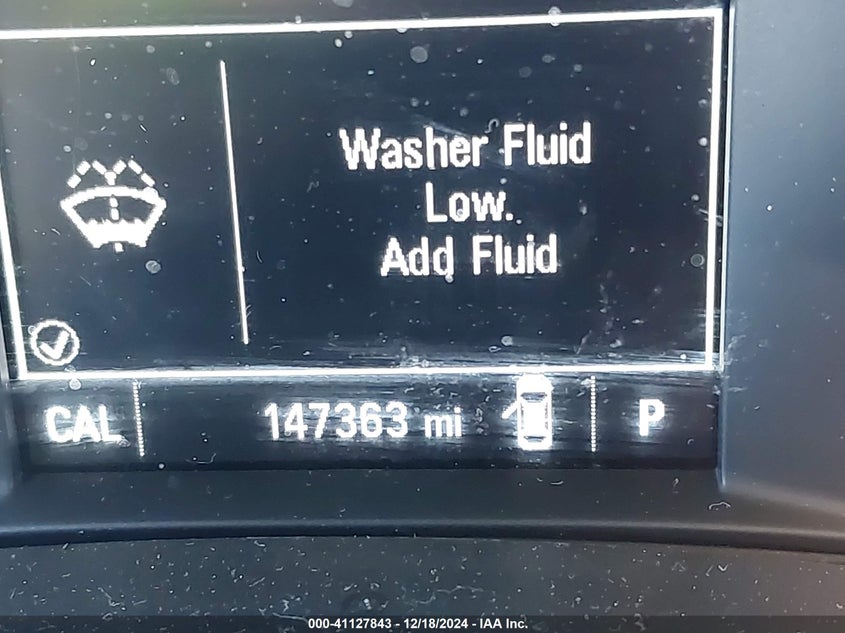 Washer Fluid
Low.
Add Fluid
CAL 147363 mi P
000-41127843 - 12/18/2024 - IAA Inc.